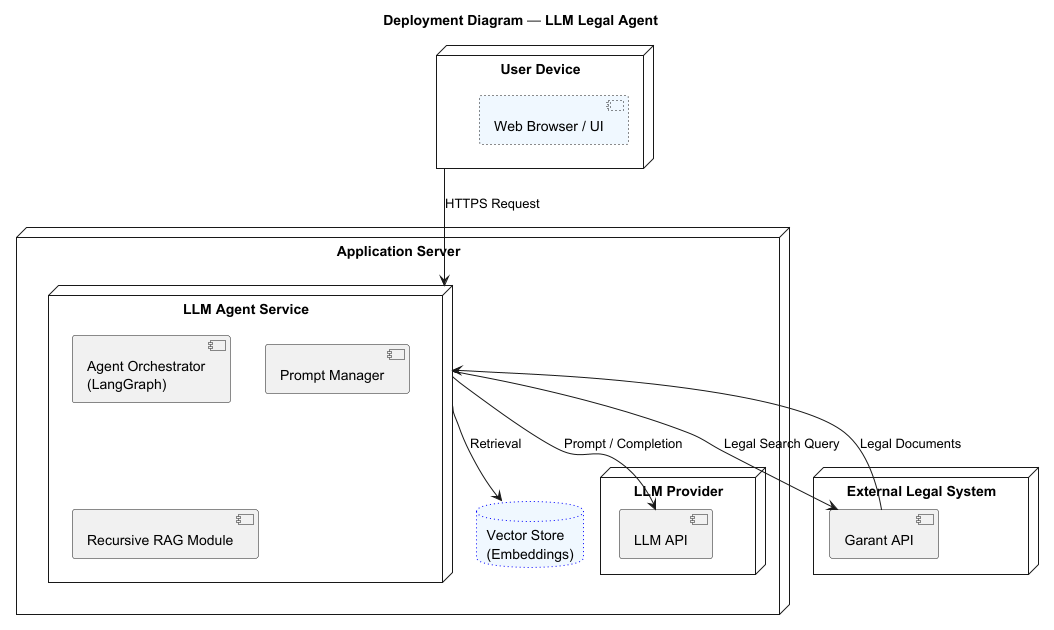 Deployment Diagram — LLM Legal Agent
User Device
Web Browser / UI
HTTPS Request
Application Server
LLM Agent Service
Agent Orchestrator
(LangGraph)
Prompt Manager
Retrieval
Prompt / Completion
Legal Search Query
Legal Documents
LLM Provider
External Legal System
Recursive RAG Module
Vector Store
(Embeddings)
LLM API
Garant API